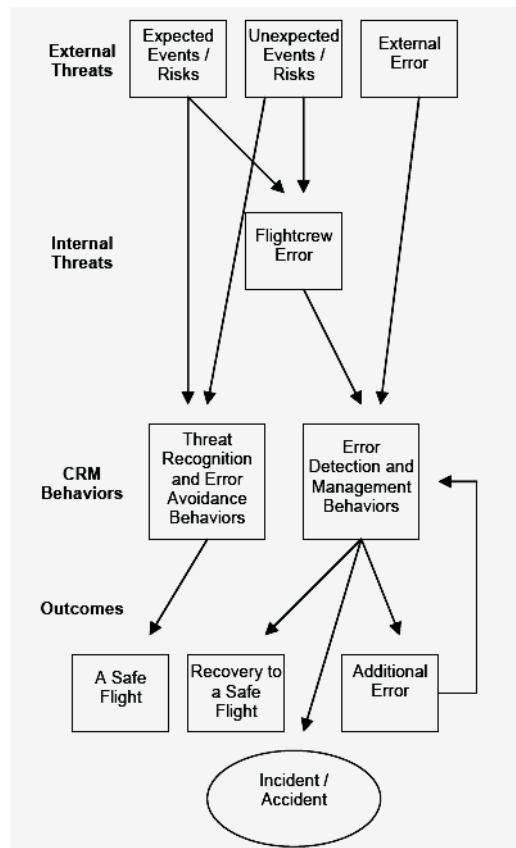 External
Threats
Expected
Events /
Risks
Unexpected
Events /
Risks
External
Error
Internal
Threats
Flightcrew
Error
CRM
Behaviors
Threat
Recognition
and Error
Avoidance
Behaviors
Error
Detection and
Management
Behaviors
Outcomes
A Safe
Flight
Recovery to
a Safe
Flight
Additional
Error
Incident /
Accident